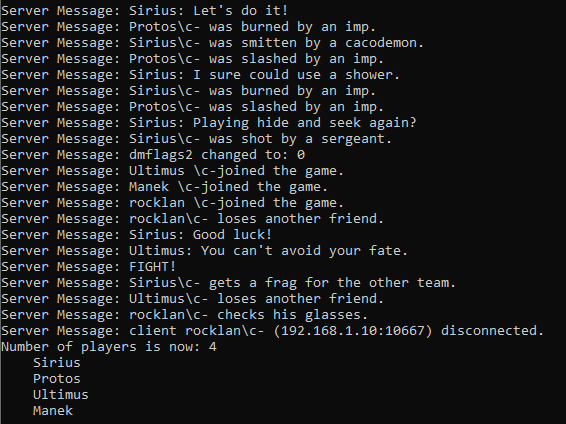 Server Message: Sirius: Let's do it!
Server Message: Protos\c- was burned by an imp.
Server Message: Sirius\c- was smitten by a cacodemon.
Server Message: Protos\c- was slashed by an imp.
Server Message: Sirius: I sure could use a shower.
Server Message: Sirius\c- was burned by an imp.
Server Message: Protos\c- was slashed by an imp.
Server Message: Sirius: Playing hide and seek again?
Server Message: Sirius\c- was shot by a sergeant.
Server Message: dmflags2 changed to: 0
Server Message: Ultimus \c-joined the game.
Server Message: Manek \c-joined the game.
Server Message: rocklan \c-joined the game.
Server Message: rocklan\c- loses another friend.
Server Message: Sirius: Good luck!
Server Message: Ultimus: You can't avoid your fate.
Server Message: FIGHT!
Server Message: Sirius\c- gets a frag for the other team.
Server Message: Ultimus\c- loses another friend.
Server Message: rocklan\c- checks his glasses.
Server Message: client rocklan\c- (192.168.1.10:10667) disconnected.
Number of players is now: 4
    Sirius
    Protos
    Ultimus
    Manek